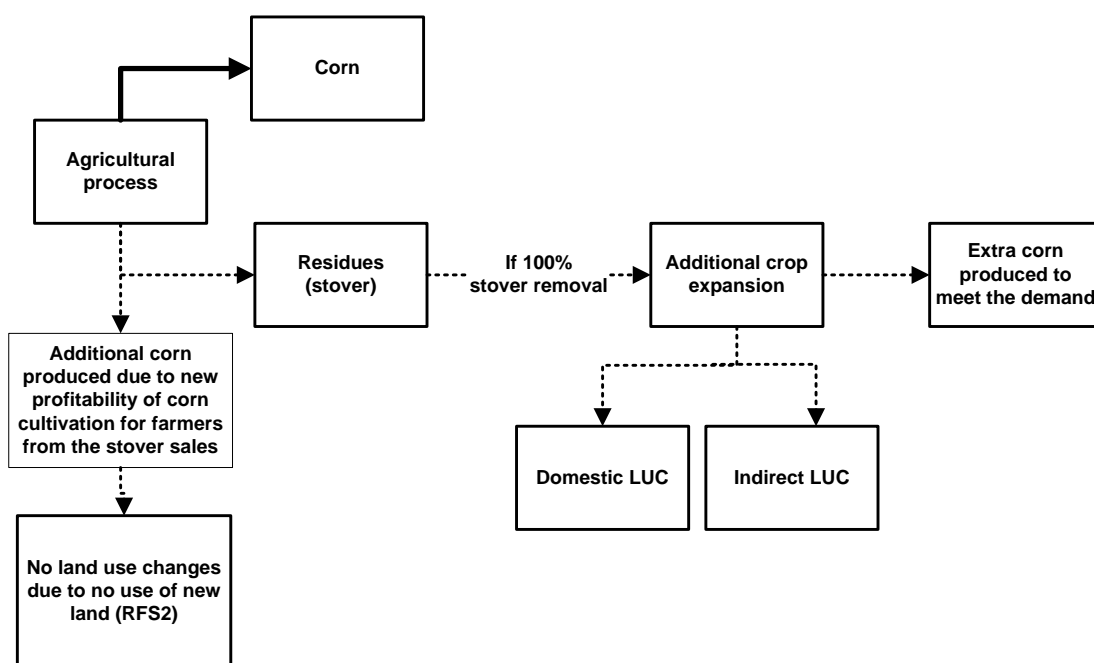 Corn
Agricultural
process
Residues
(stover)
If 100%
stover removal
Additional crop
expansion
Extra corn
produced to
meet the demand
Additional corn
produced due to new
profitability of corn
cultivation for farmers
from the stover sales
Domestic LUC
Indirect LUC
No land use changes
due to no use of new
land (RFS2)